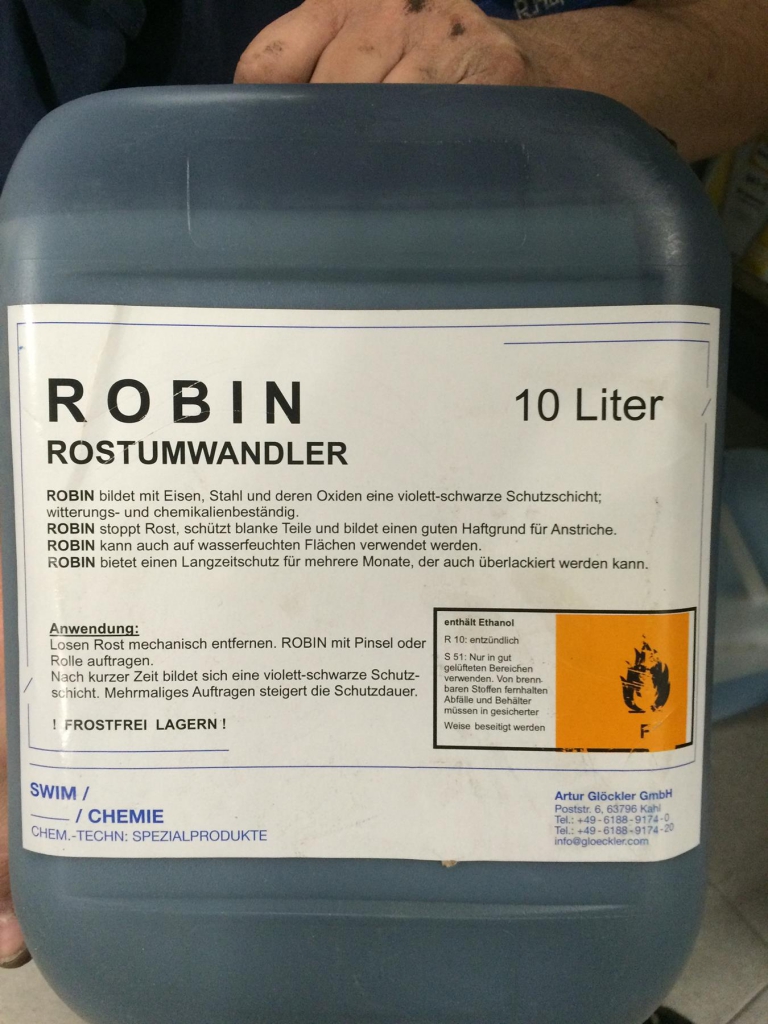 ROBIN
10 Liter
ROSTUMWANDLER
ROBIN bildet mit Eisen, Stahl und deren Oxiden eine violett-schwarze Schutzschicht;
witterungs- und chemikalienbeständig.
ROBIN stoppt Rost, schützt blanke Teile und bildet einen guten Haftgrund für Anstriche.
ROBIN kann auch auf wasserfeuchten Flächen verwendet werden.
ROBIN bietet einen Langzeitschutz für mehrere Monate, der auch überlackiert werden kann.
Anwendung:
Losen Rost mechanisch entfernen. ROBIN mit Pinsel oder
Rolle auftragen.
Nach kurzer Zeit bildet sich eine violett-schwarze Schutz-
schicht. Mehrmaliges Auftragen steigert die Schutzdauer.
! FROSTFREI LAGERN !
enthält Ethanol
R 10: entzündlich
S 51: Nur in gut
gelüfteten Bereichen
verwenden. Von brenn-
baren Stoffen fernhalten
Abfälle und Behälter
müssen in gesicherter
Weise beseitigt werden
F
SWIM /
/ CHEMIE
CHEM.-TECHN: SPEZIALPRODUKTE
Artur Glöckler GmbH
Poststr. 6, 63796 Kahl
Tel.: +49-6188-9174-0
Tel.: +49-6188-9174-20
info@gloeckler.com